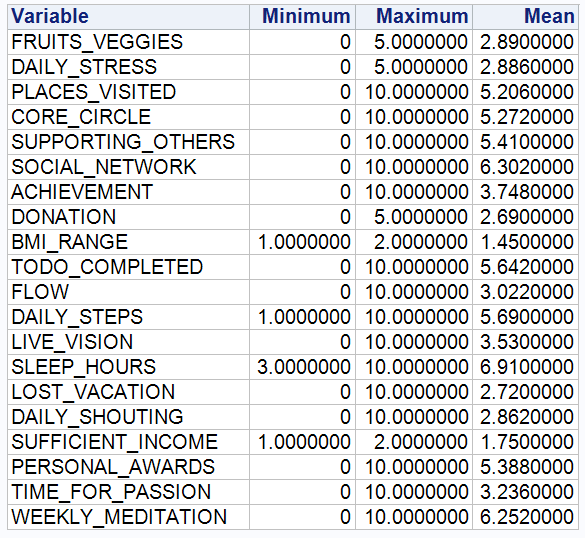 Variable Minimum Maximum Mean
FRUITS_VEGGIES 0 5.0000000 2.8900000
DAILY_STRESS 0 5.0000000 2.8860000
PLACES_VISITED 0 10.0000000 5.2060000
CORE_CIRCLE 0 10.0000000 5.2720000
SUPPORTING_OTHERS 0 10.0000000 5.4100000
SOCIAL_NETWORK 0 10.0000000 6.3020000
ACHIEVEMENT 0 10.0000000 3.7480000
DONATION 0 5.0000000 2.6900000
BMI_RANGE 1.0000000 2.0000000 1.4500000
TODO_COMPLETED 0 10.0000000 5.6420000
FLOW 0 10.0000000 3.0220000
DAILY_STEPS 1.0000000 10.0000000 5.6900000
LIVE_VISION 0 10.0000000 3.5300000
SLEEP_HOURS 3.0000000 10.0000000 6.9100000
LOST_VACATION 0 10.0000000 2.7200000
DAILY_SHOUTING 0 10.0000000 2.8620000
SUFFICIENT_INCOME 1.0000000 2.0000000 1.7500000
PERSONAL_AWARDS 0 10.0000000 5.3880000
TIME_FOR_PASSION 0 10.0000000 3.2360000
WEEKLY_MEDITATION 0 10.0000000 6.2520000